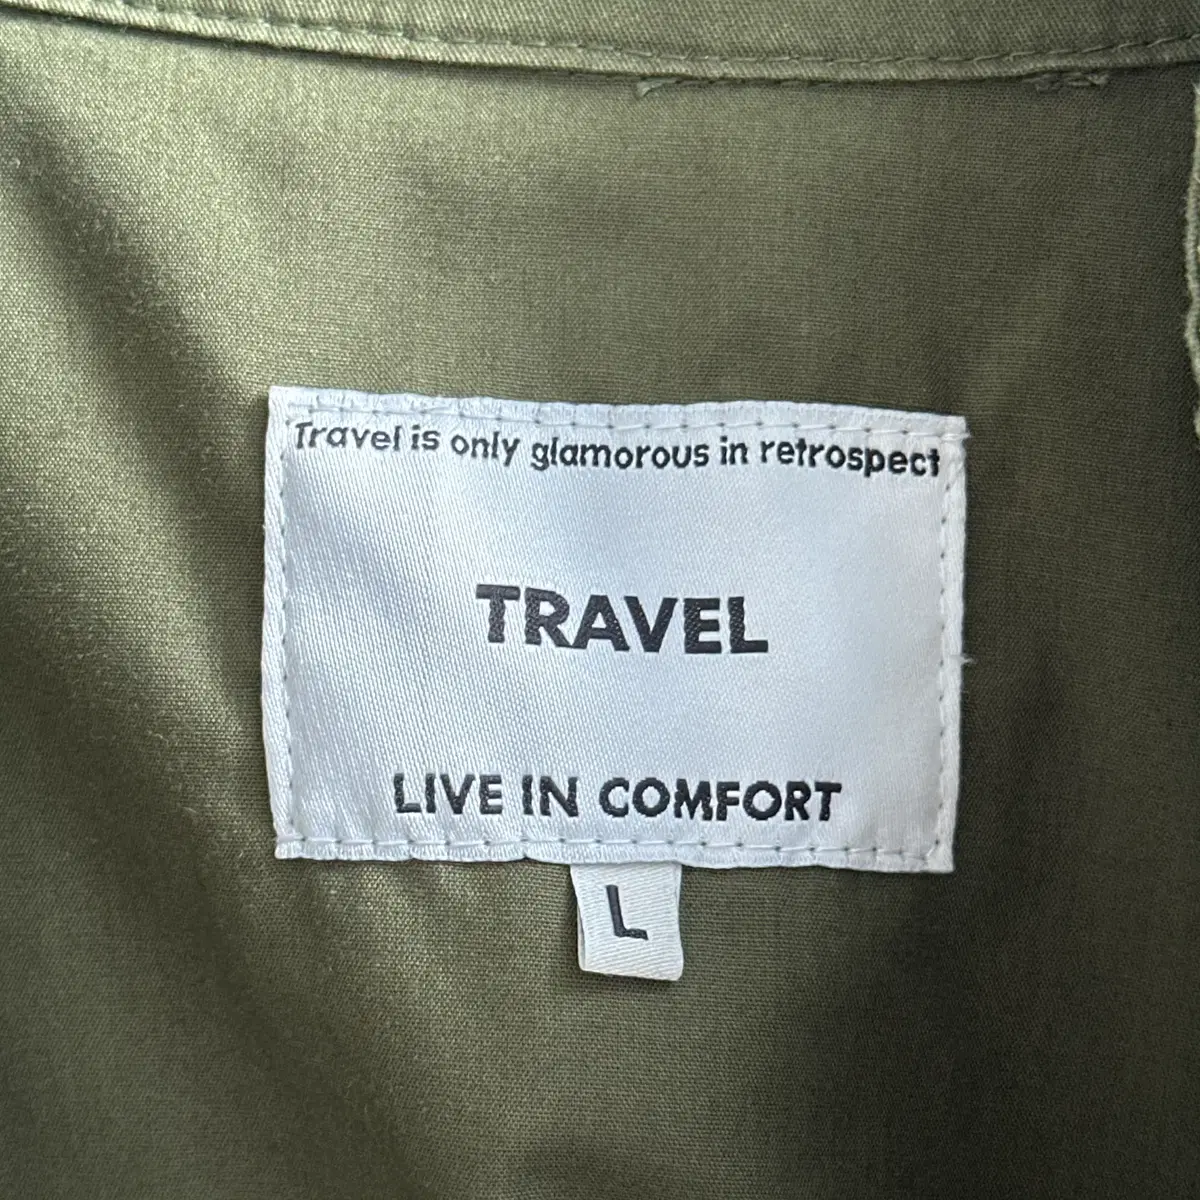 Travel is only glamorous in retrospect
TRAVEL
LIVE IN COMFORT
L